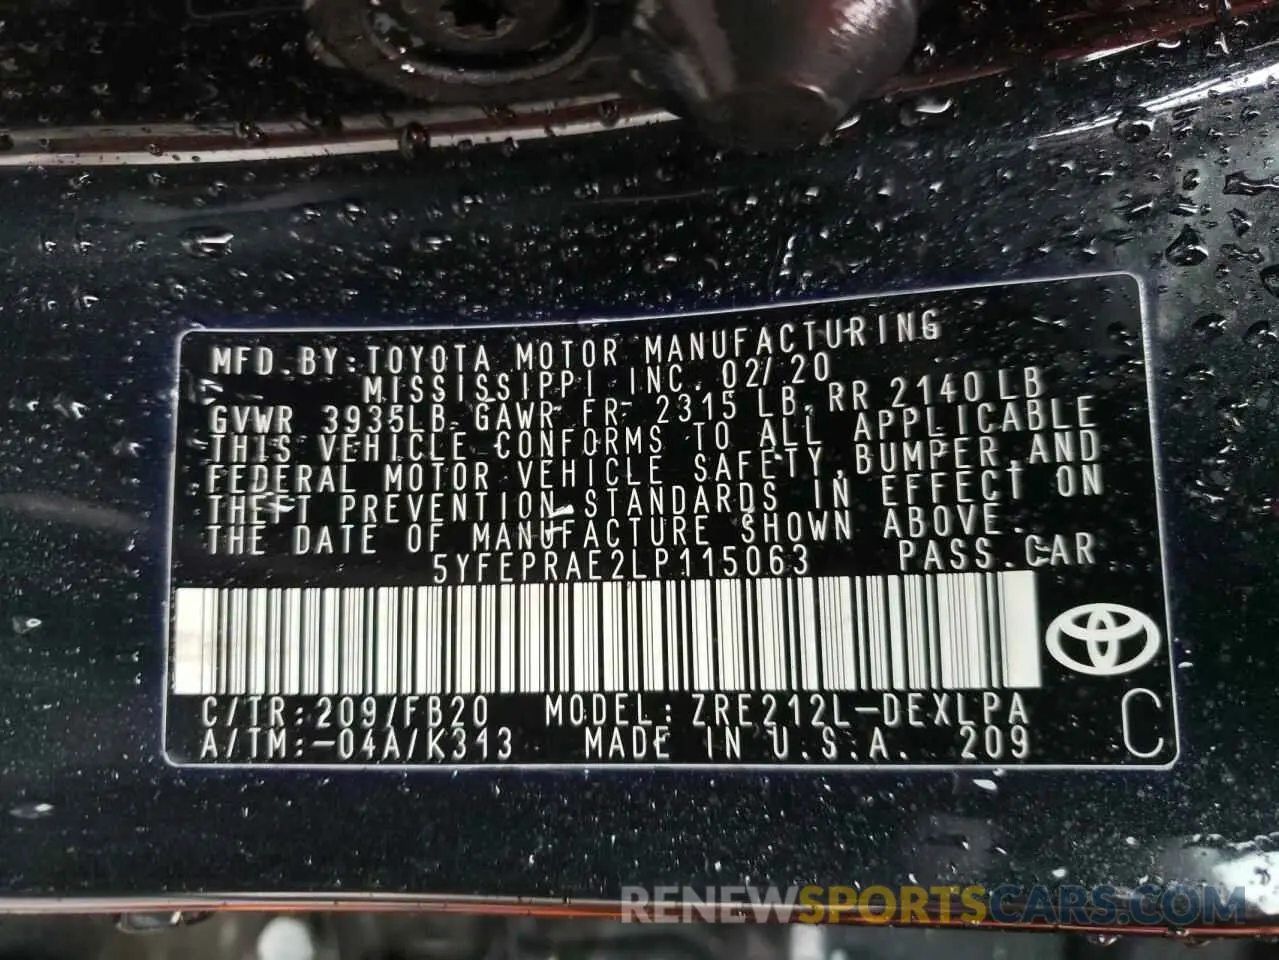 MFD.BY:TOYOTA MOTOR MANUFACTURING
MISSISSIPPI INC. 02/20
GVWR 3935LB GAWR FR 2315 LB RR 2140 LB
THIS VEHICLE CONFORMS TO ALL APPLICABLE
FEDERAL MOTOR VEHICLE SAFETY,BUMPER,AND
THEFT PREVENTION STANDARDS IN EFFECT ON
THE DATE OF MANUFACTURE SHOWN ABOVE.
5YFEPRAE2LP115063 PASS.CAR
C/TR:209/FB20 MODEL:ZRE212L-DEXLPA
A/TM:-04A/K313 MADE IN U.S.A. 209
C
RENEWSPORTSCARS.COM